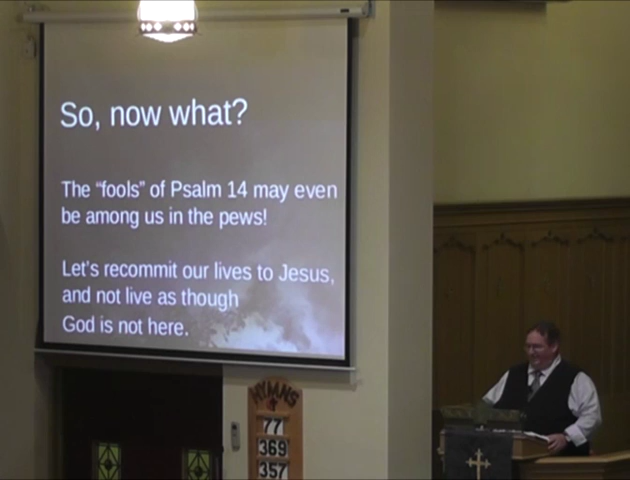 So, now what?
The “fools” of Psalm 14 may even
be among us in the pews!
Let’s recommit our lives to Jesus,
and not live as though
God is not here.
HYMNS
77
369
357